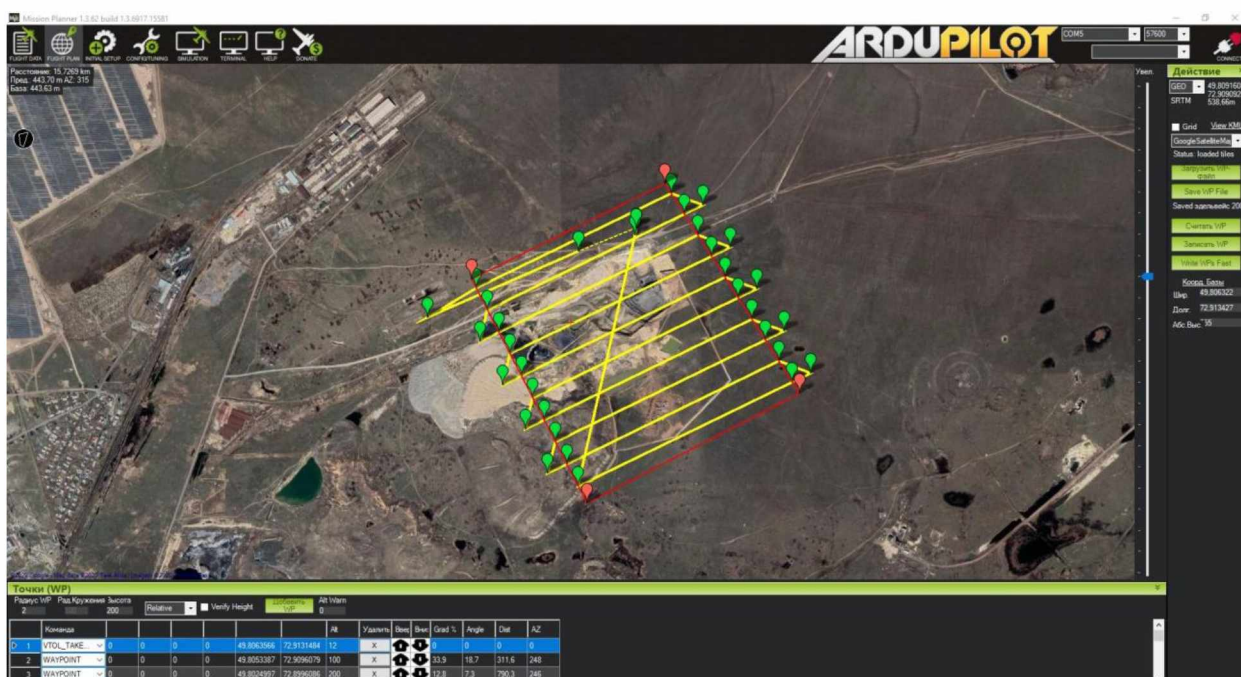 Mission Planner 1.3.62 build 1.3.6817.15581
FLIGHT DATA FLIGHT PLAN INITIAL SETUP CONFIG/TUNING SIMULATION TERMINAL HELP DONATE
ARDUPILOT
COM5 57600
CONNECT
Расстояние: 15,7269 km
Пред.: 443,70 m AZ: 315
База: 443,63 m
Увел.
Действие
GEO 49,809160
72,909092
SRTM 538,66m
Grid View KML
GoogleSatelliteMa
Status: loaded tiles
Загрузить WP-файл
Save WP File
Saved эдельвейс 200
Считать WP
Записать WP
Write WPs Fast
Коорд. Базы
Шир. 49,806322
Долг. 72,913427
Абс.Выс.
Точки (WP)
Радиус WP Рад.Кружения Высота
2 200 Relative Verify Height Добавить WP Alt Warn
0
Команда Alt Удалить Grad % Angle Dist AZ
1 VTOL_TAKE... 0 0 0 0 49,8063566 72,9131484 12 X 0 0 0 0
2 WAYPOINT 0 0 0 0 49,8053387 72,9096079 100 X 33,9 18,7 311,6 248
3 WAYPOINT 0 0 0 0 49,8024997 72,8996086 200 X 12,8 7,3 790,3 246